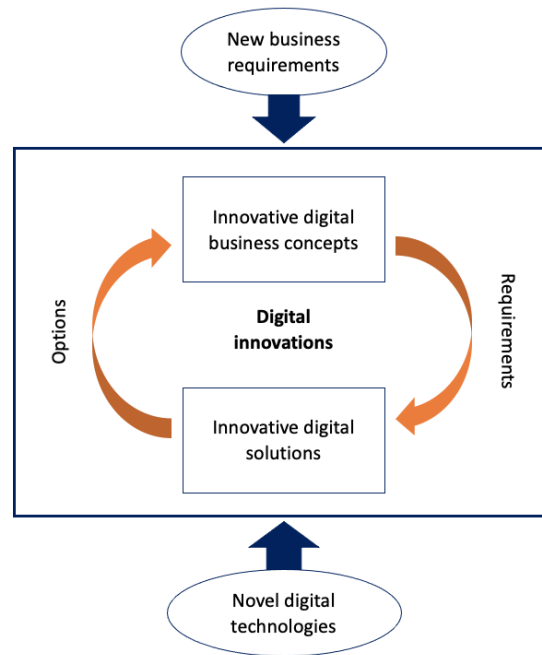 New business
requirements
Innovative digital
business concepts
Options
Digital
innovations
Requirements
Innovative digital
solutions
Novel digital
technologies